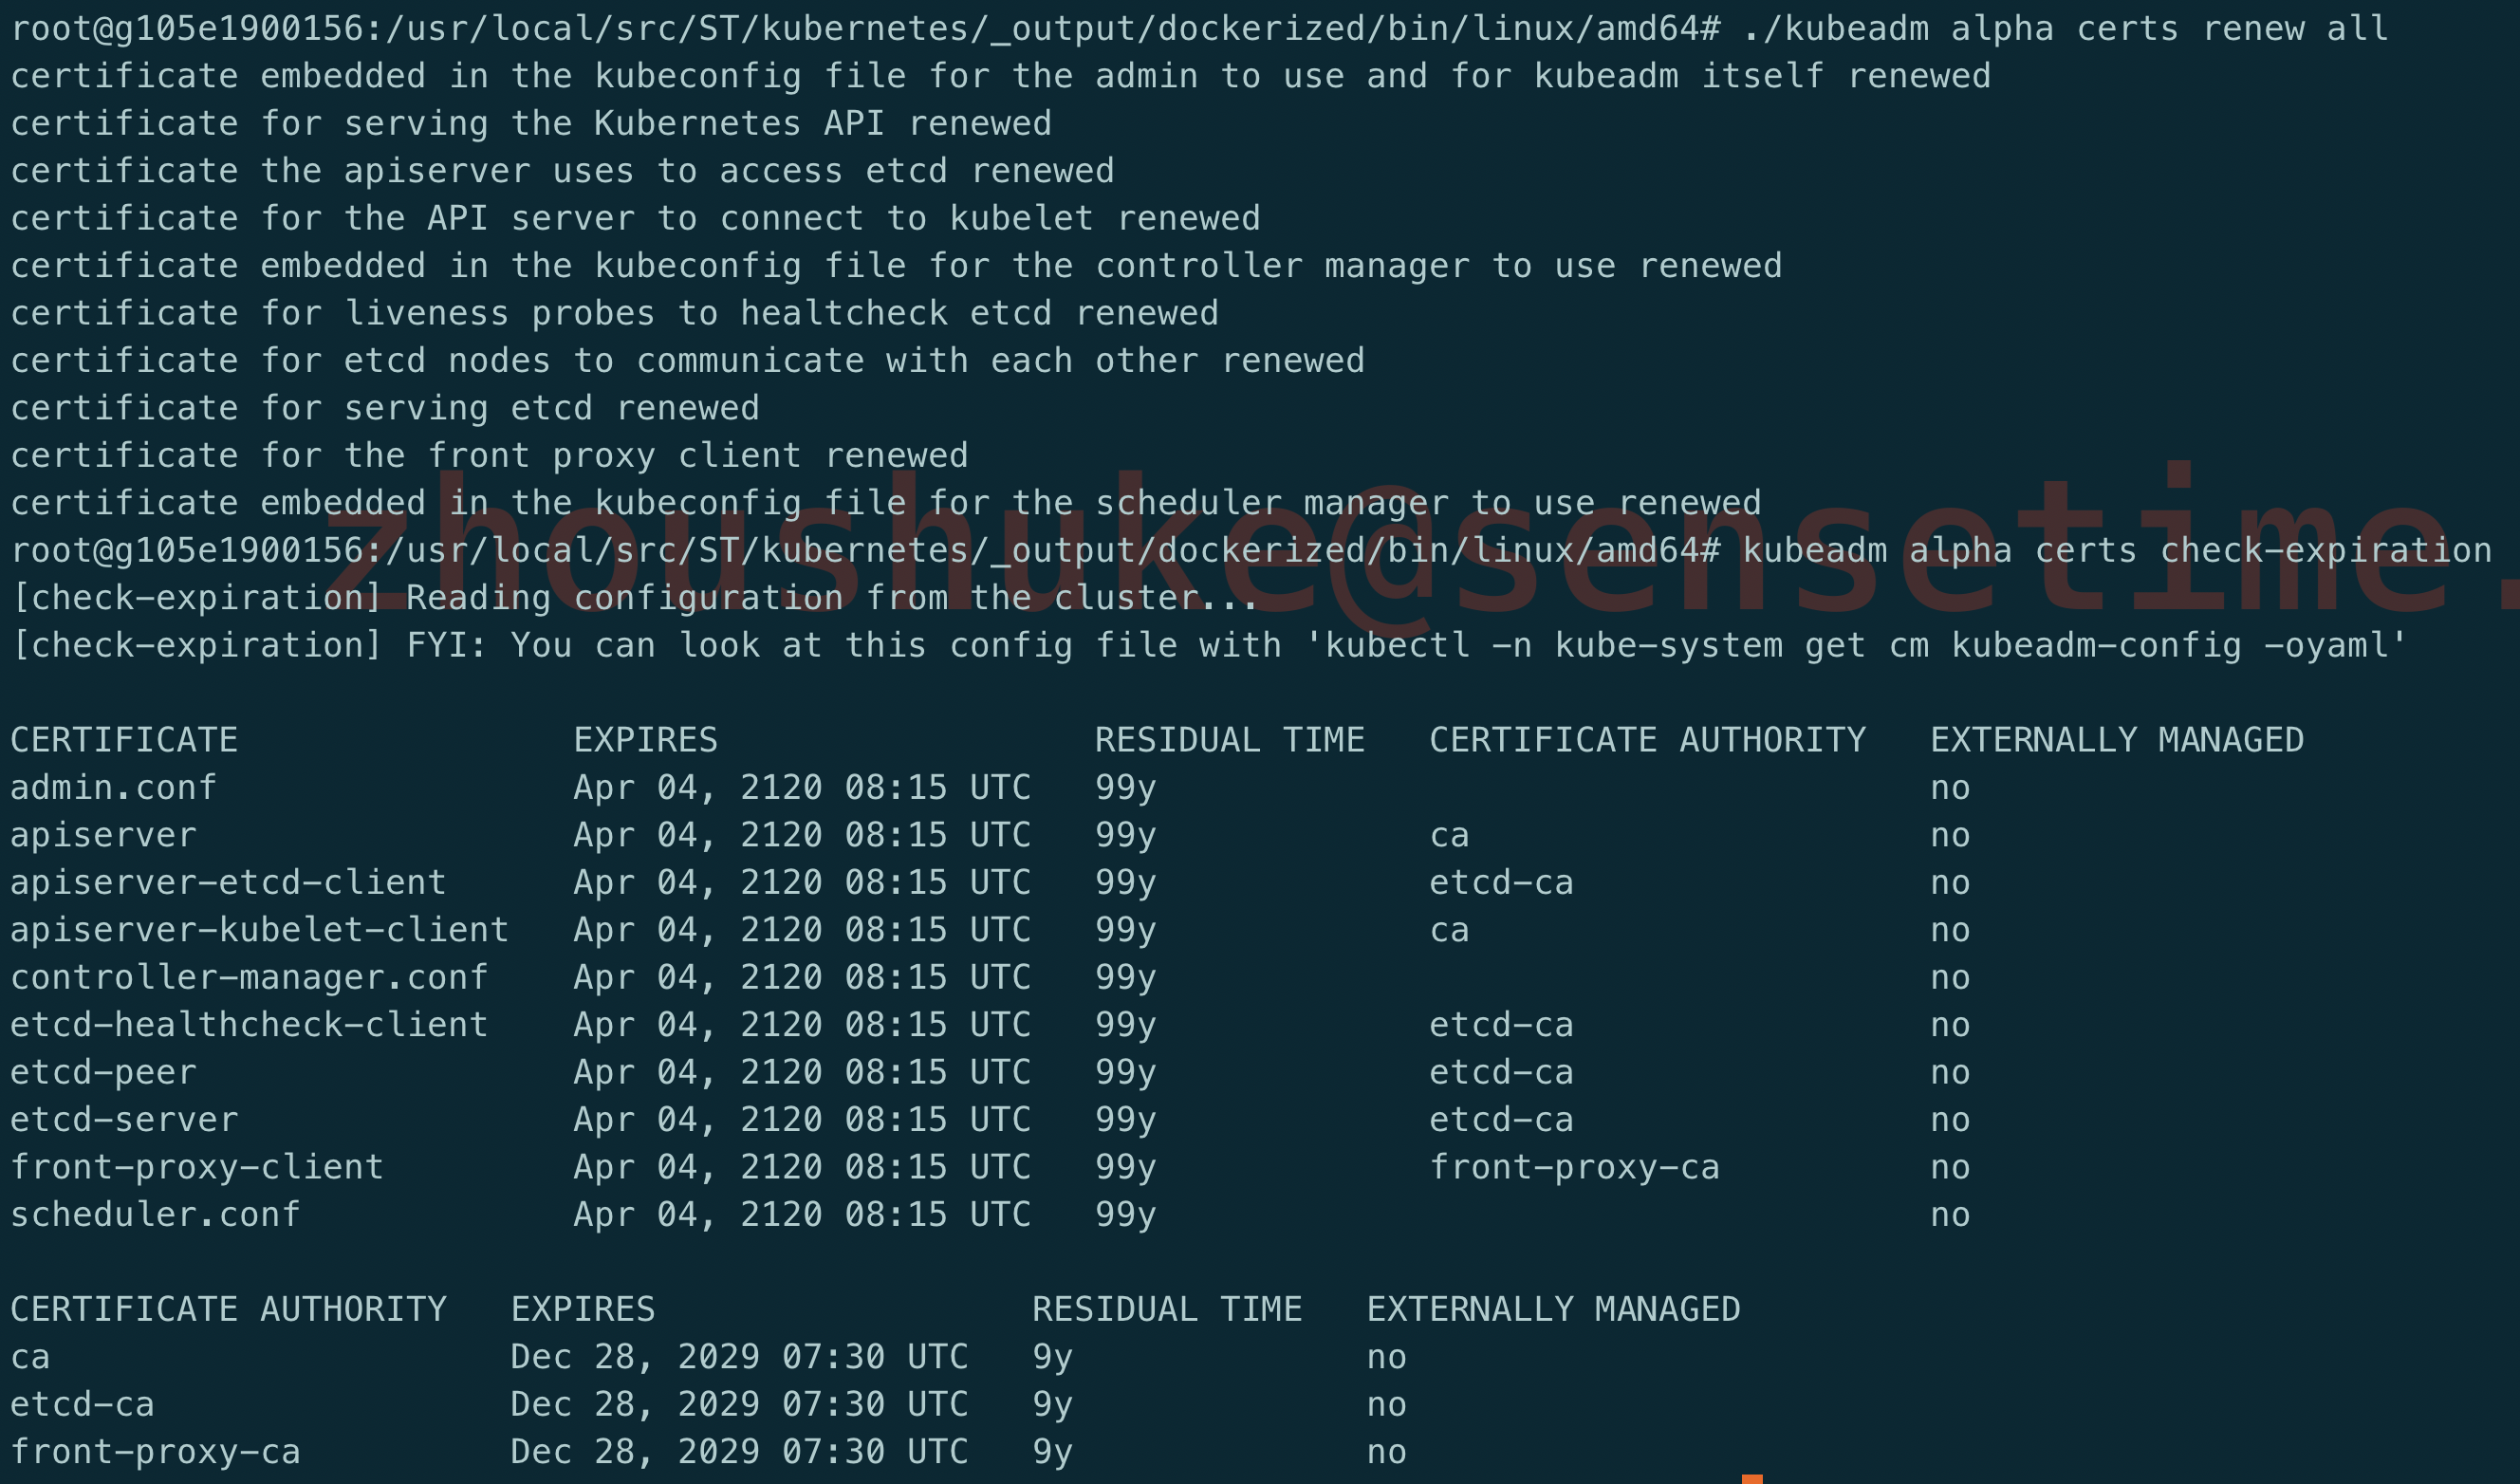 root@g105e1900156:/usr/local/src/ST/kubernetes/_output/dockerized/bin/linux/amd64# ./kubeadm alpha certs renew all
certificate embedded in the kubeconfig file for the admin to use and for kubeadm itself renewed
certificate for serving the Kubernetes API renewed
certificate the apiserver uses to access etcd renewed
certificate for the API server to connect to kubelet renewed
certificate embedded in the kubeconfig file for the controller manager to use renewed
certificate for liveness probes to healtcheck etcd renewed
certificate for etcd nodes to communicate with each other renewed
certificate for serving etcd renewed
certificate for the front proxy client renewed
certificate embedded in the kubeconfig file for the scheduler manager to use renewed
zhoushuke@sensetime.
root@g105e1900156:/usr/local/src/ST/kubernetes/_output/dockerized/bin/linux/amd64# kubeadm alpha certs check-expiration
[check-expiration] Reading configuration from the cluster...
[check-expiration] FYI: You can look at this config file with 'kubectl -n kube-system get cm kubeadm-config -oyaml'
CERTIFICATE EXPIRES RESIDUAL TIME CERTIFICATE AUTHORITY EXTERNALLY MANAGED
admin.conf Apr 04, 2120 08:15 UTC 99y no
apiserver Apr 04, 2120 08:15 UTC 99y ca no
apiserver-etcd-client Apr 04, 2120 08:15 UTC 99y etcd-ca no
apiserver-kubelet-client Apr 04, 2120 08:15 UTC 99y ca no
controller-manager.conf Apr 04, 2120 08:15 UTC 99y no
etcd-healthcheck-client Apr 04, 2120 08:15 UTC 99y etcd-ca no
etcd-peer Apr 04, 2120 08:15 UTC 99y etcd-ca no
etcd-server Apr 04, 2120 08:15 UTC 99y etcd-ca no
front-proxy-client Apr 04, 2120 08:15 UTC 99y front-proxy-ca no
scheduler.conf Apr 04, 2120 08:15 UTC 99y no
CERTIFICATE AUTHORITY EXPIRES RESIDUAL TIME EXTERNALLY MANAGED
ca Dec 28, 2029 07:30 UTC 9y no
etcd-ca Dec 28, 2029 07:30 UTC 9y no
front-proxy-ca Dec 28, 2029 07:30 UTC 9y no